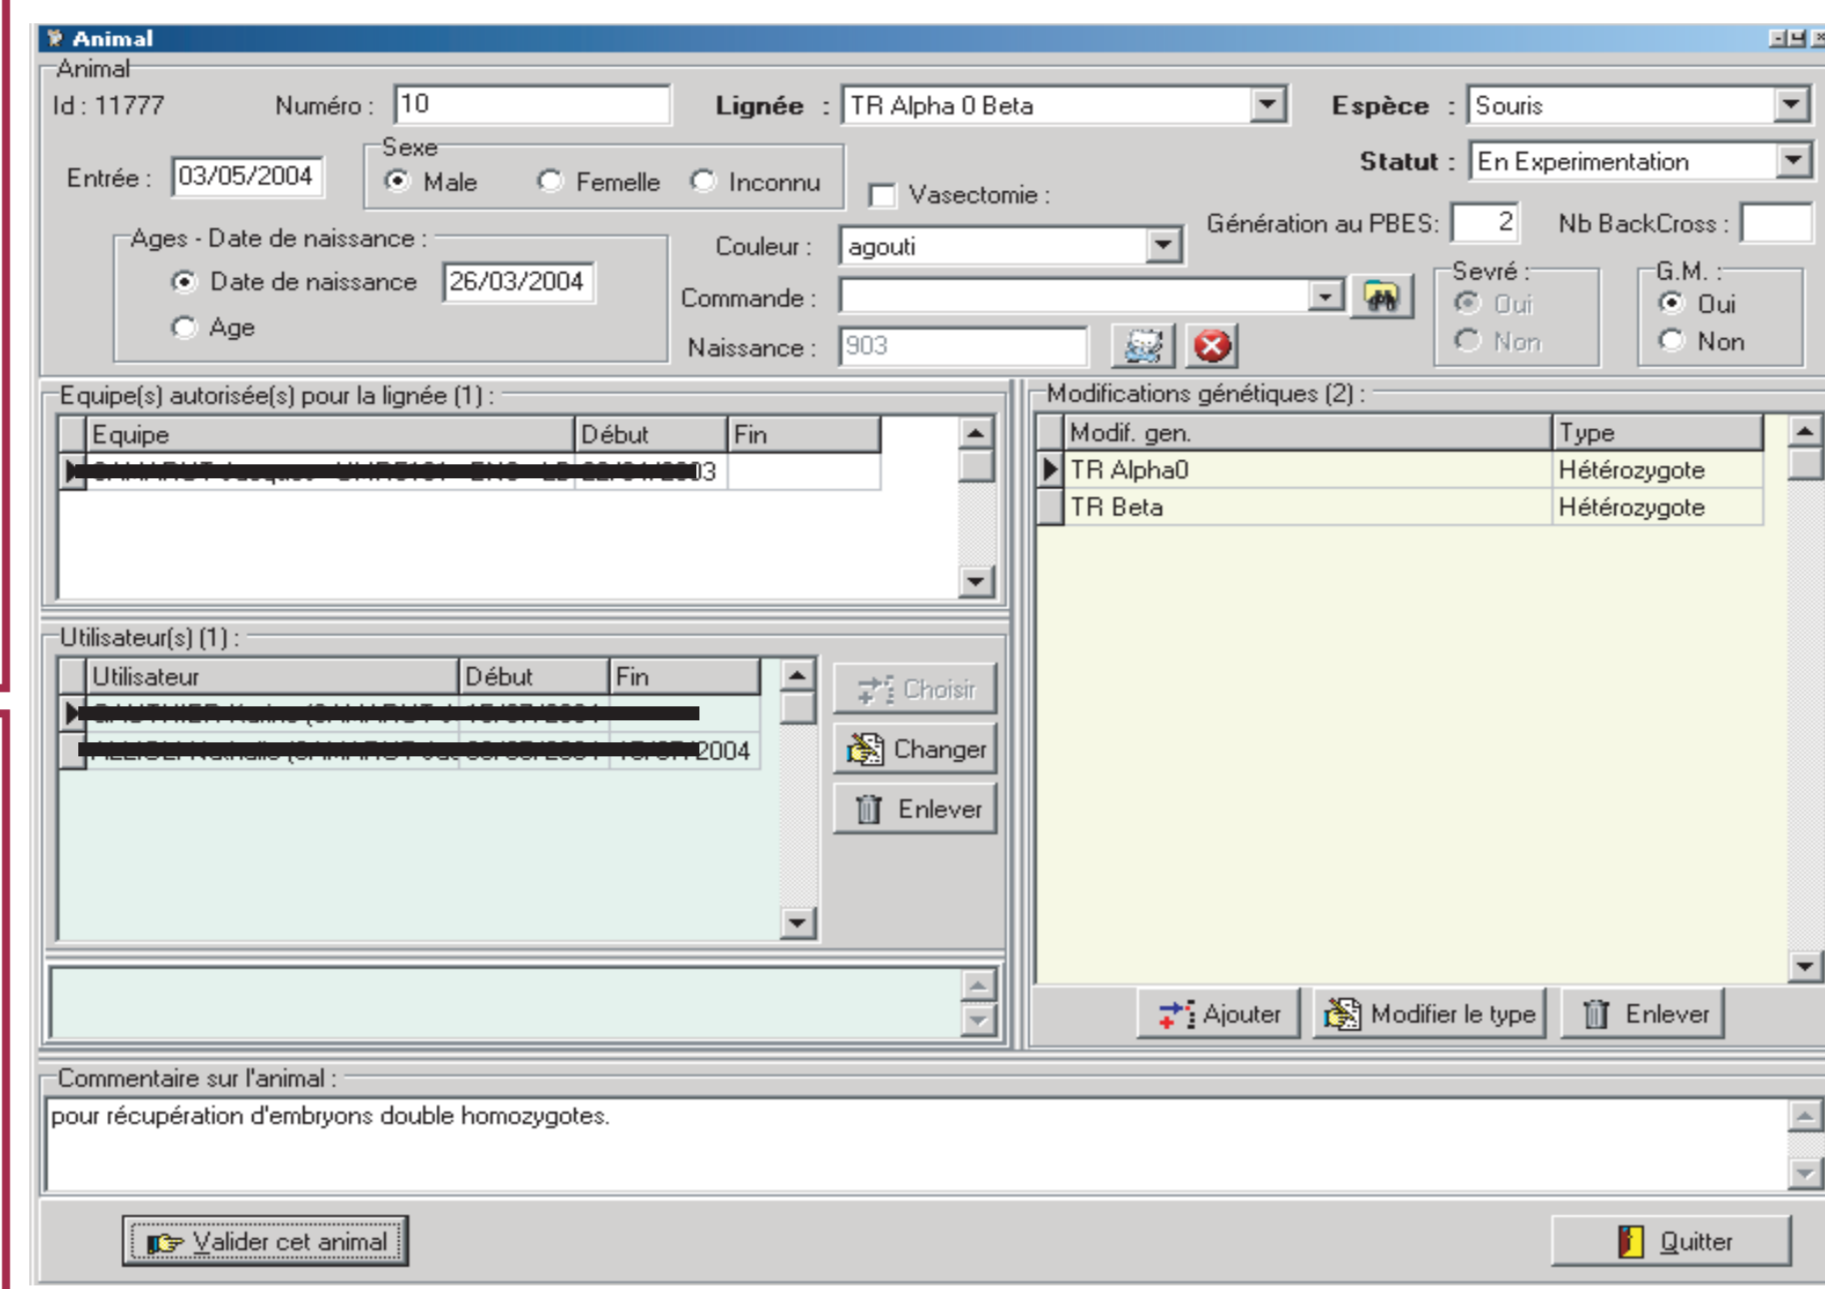 Animal
Animal
Id : 11777 Numéro : 10 Lignée : TR Alpha 0 Beta Espèce : Souris
Entrée : 03/05/2004 Sexe Male Femelle Inconnu Vasectomie : Statut : En Experimentation
Ages - Date de naissance : Couleur : agouti Génération au PBES: 2 Nb BackCross :
Date de naissance 26/03/2004 Commande : Sevré : Oui G.M. : Oui
Age Naissance : 903 Non Non
Equipe(s) autorisée(s) pour la lignée (1) : Modifications génétiques (2) :
Equipe Début Fin Modif. gen. Type
TR Alpha0 Hétérozygote
TR Beta Hétérozygote
Utilisateur(s) (1) :
Utilisateur Début Fin Choisir
2004 Changer
Enlever
Ajouter Modifier le type Enlever
Commentaire sur l'animal :
pour récupération d'embryons double homozygotes.
Valider cet animal Quitter